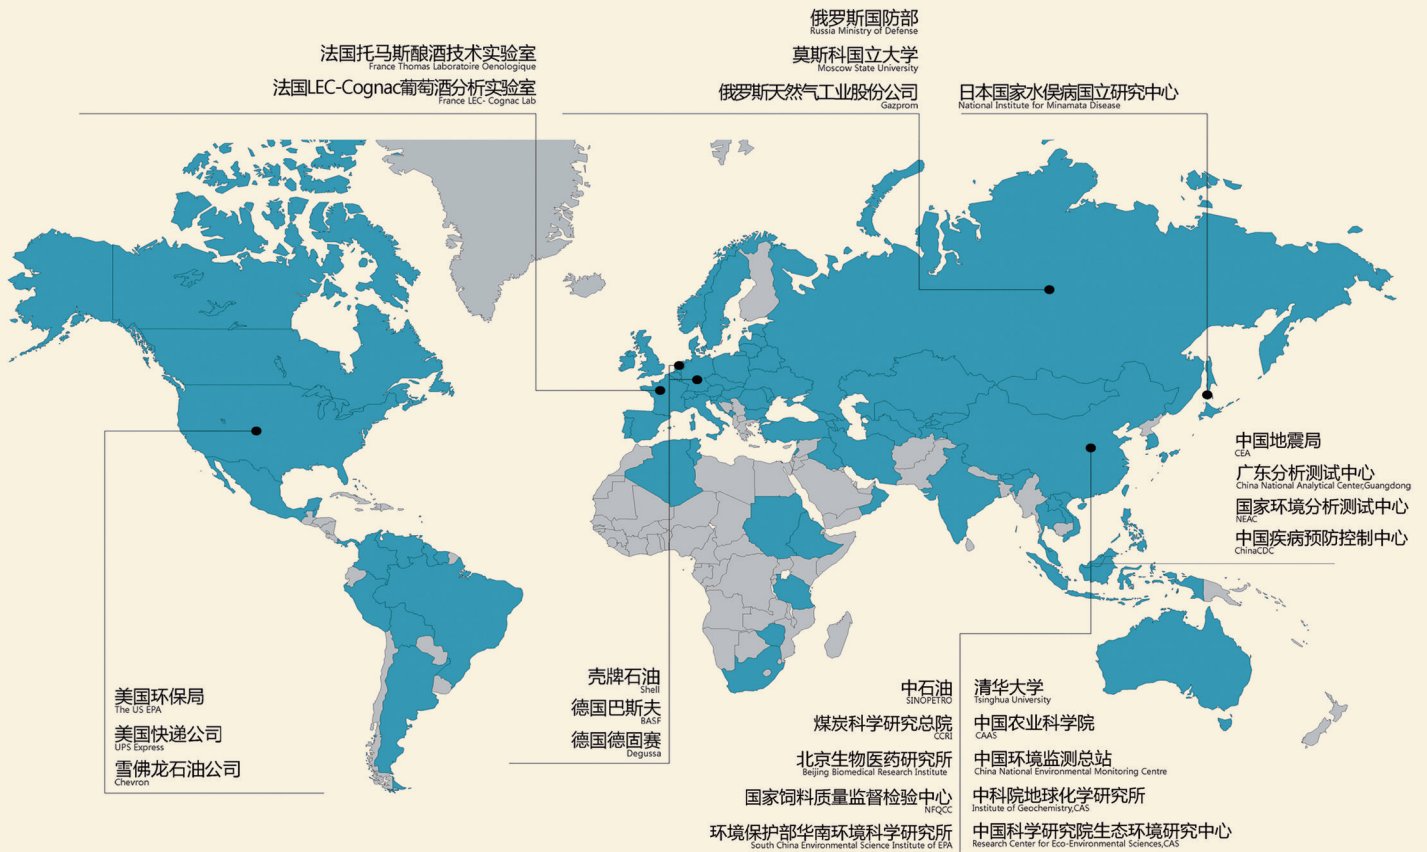 俄罗斯国防部
Russia Ministry of Defense
法国托马斯酿酒技术实验室
France Thomas Laboratoire Oenologique
莫斯科国立大学
Moscow State University
法国LEC-Cognac葡萄酒分析实验室
France LEC- Cognac Lab
俄罗斯天然气工业股份公司
Gazprom
日本国家水俣病国立研究中心
National Institute for Minamata Disease
中国地震局
CEA
广东分析测试中心
China National Analytical Center,Guangdong
国家环境分析测试中心
NEAC
中国疾病预防控制中心
ChinaCDC
美国环保局
The US EPA
美国快递公司
UPS Express
雪佛龙石油公司
Chevron
壳牌石油
Shell
德国巴斯夫
BASF
德国德固赛
Degussa
中石油
SINOPETRO
煤炭科学研究总院
CCRI
北京生物医药研究所
Beijing Biomedical Research Institute
国家饲料质量监督检验中心
NFQCC
环境保护部华南环境科学研究所
South China Environmental Science Institute of EPA
清华大学
Tsinghua University
中国农业科学院
CAAS
中国环境监测总站
China National Environmental Monitoring Centre
中科院地球化学研究所
Institute of Geochemistry,CAS
中国科学研究院生态环境研究中心
Research Center for Eco-Environmental Sciences,CAS